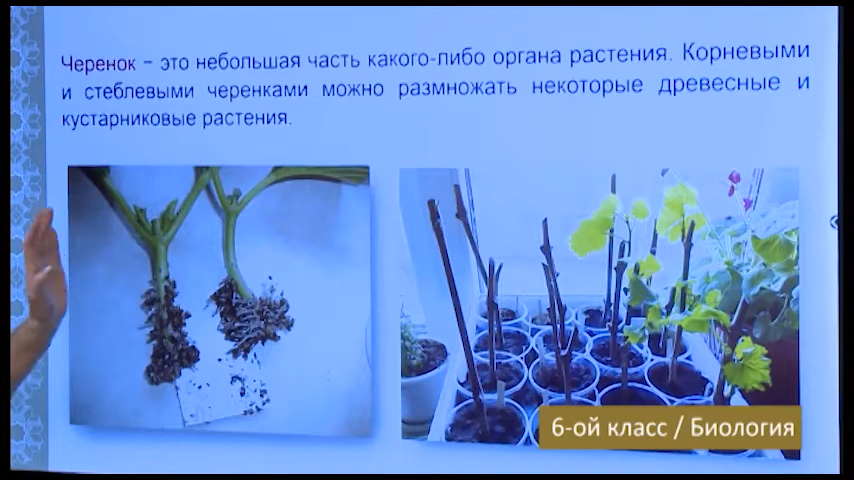 Черенок – это небольшая часть какого-либо органа растения. Корневыми
и стеблевыми черенками можно размножать некоторые древесные и
кустарниковые растения.
6-ой класс / Биология